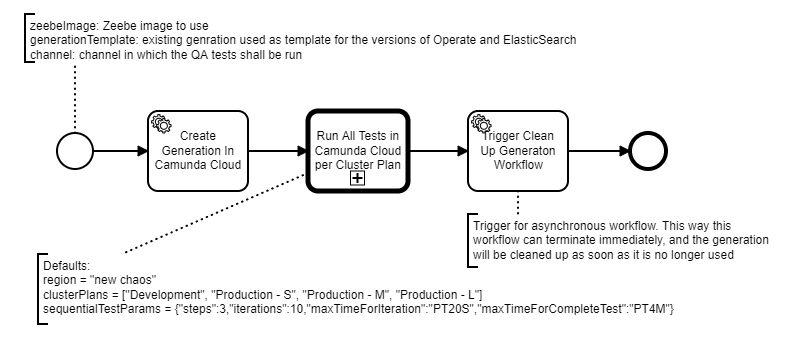 zeebeImage: Zeebe image to use
generationTemplate: existing genration used as template for the versions of Operate and ElasticSearch
channel: channel in which the QA tests shall be run
Create
Generation In
Camunda Cloud
Run All Tests in
Camunda Cloud
per Cluster Plan
Trigger Clean
Up Generaton
Workflow
Trigger for asynchronous workflow. This way this
workflow can terminate immediately, and the generation
will be cleaned up as soon as it is no longer used
Defaults:
region = "new chaos"
clusterPlans = ["Development", "Production - S", "Production - M", "Production - L"]
sequentialTestParams = {"steps":3,"iterations":10,"maxTimeForIteration":"PT20S","maxTimeForCompleteTest":"PT4M"}